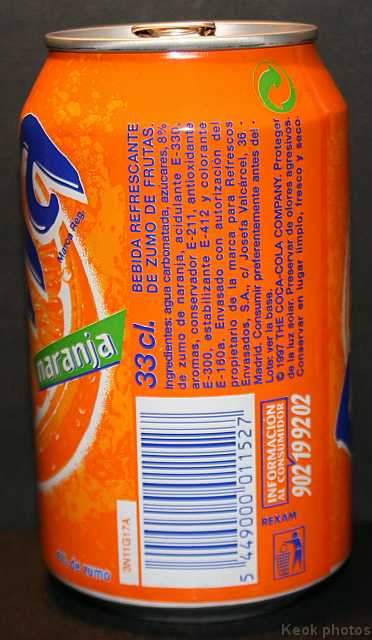 Marca Reg.
naranja
8% de zumo
33 cl.
BEBIDA REFRESCANTE
DE ZUMO DE FRUTAS.
Ingredientes: agua carbonatada, azúcares, 8%
de zumo de naranja, acidulante E-330,
aromas, conservador E-211, antioxidante
E-300, estabilizante E-412 y colorante
E-160a. Envasado con autorización del
propietario de la marca para Refrescos
Envasados, S.A., c/ Josefa Valcárcel, 36 -
Madrid. Consumir preferentemente antes del -
Lote: ver la base.
© 1997 THE COCA-COLA COMPANY. Proteger
de la luz solar. Preservar de olores agresivos.
Conservar en lugar limpio, fresco y seco.
3N11G17A
5 449000 011527
INFORMACIÓN
AL CONSUMIDOR
902 19 92 02
REXAM
Keok photos